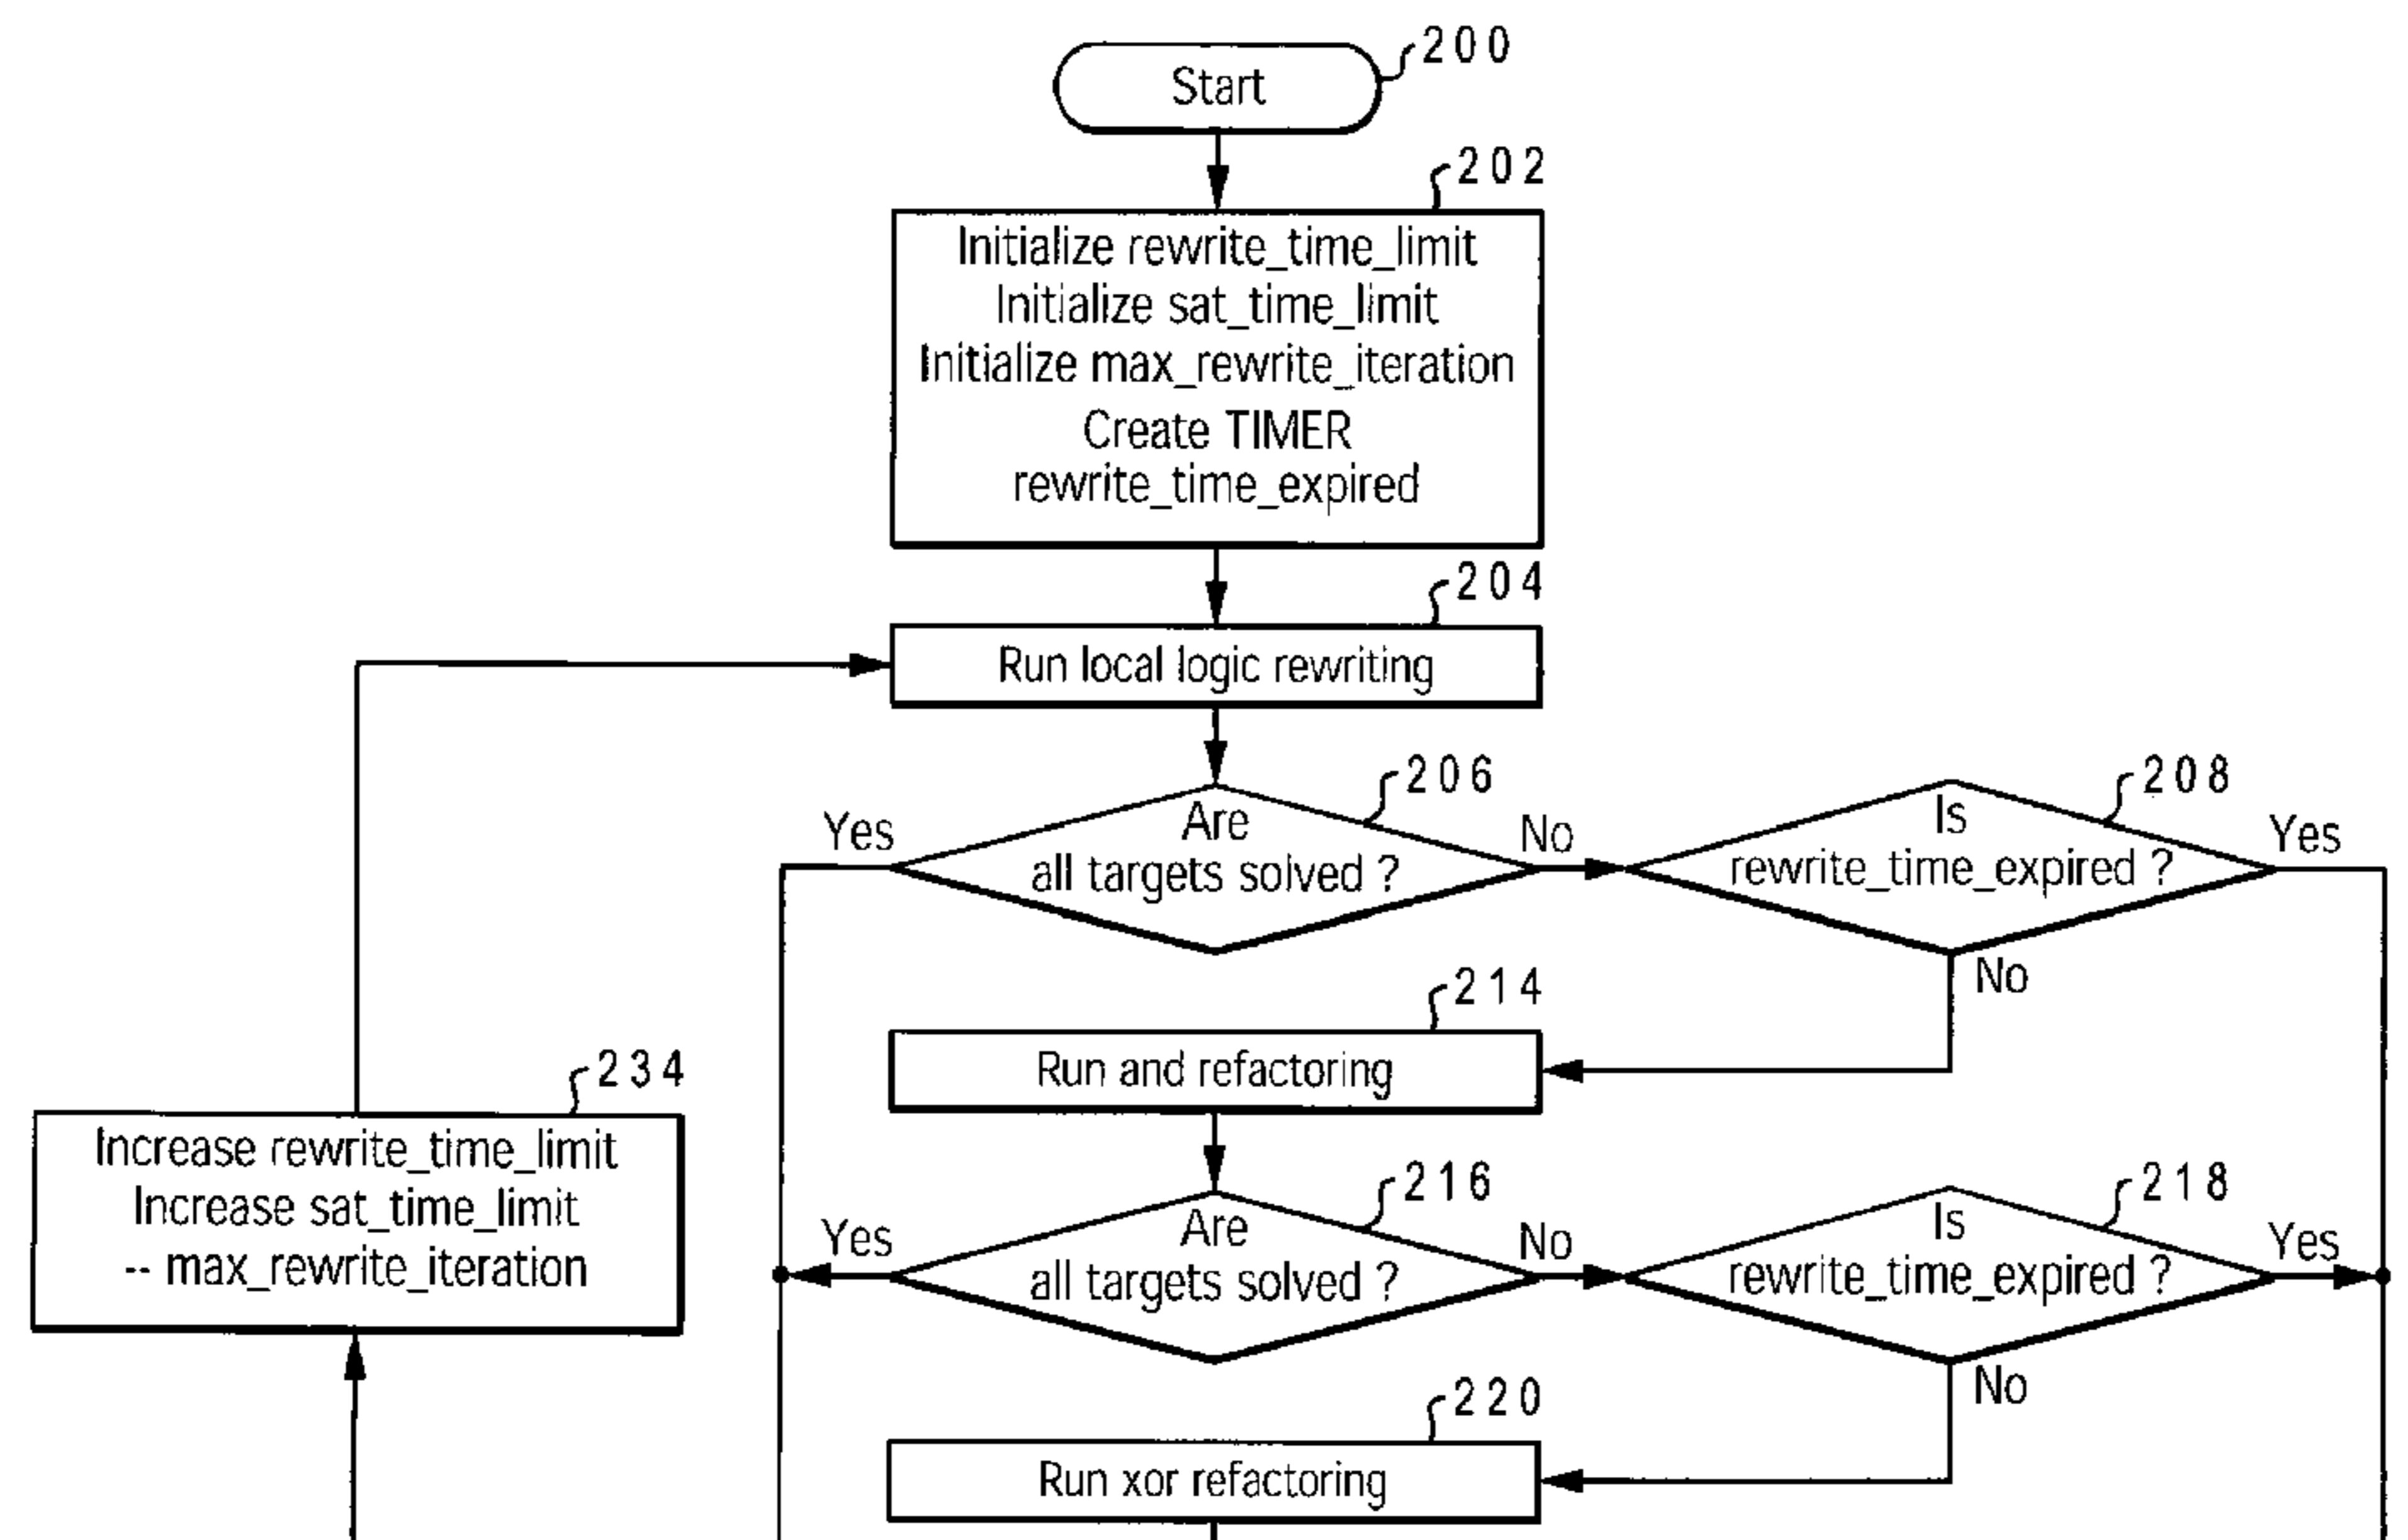 200
Start
202
Initialize rewrite_time_limit
Initialize sat_time_limit
Initialize max_rewrite_iteration
Create TIMER
rewrite_time_expired
204
Run local logic rewriting
206
Are
all targets solved ?
Yes
No
208
Is
rewrite_time_expired ?
Yes
No
214
Run and refactoring
234
Increase rewrite_time_limit
Increase sat_time_limit
-- max_rewrite_iteration
216
Are
all targets solved ?
Yes
No
218
Is
rewrite_time_expired ?
Yes
No
220
Run xor refactoring